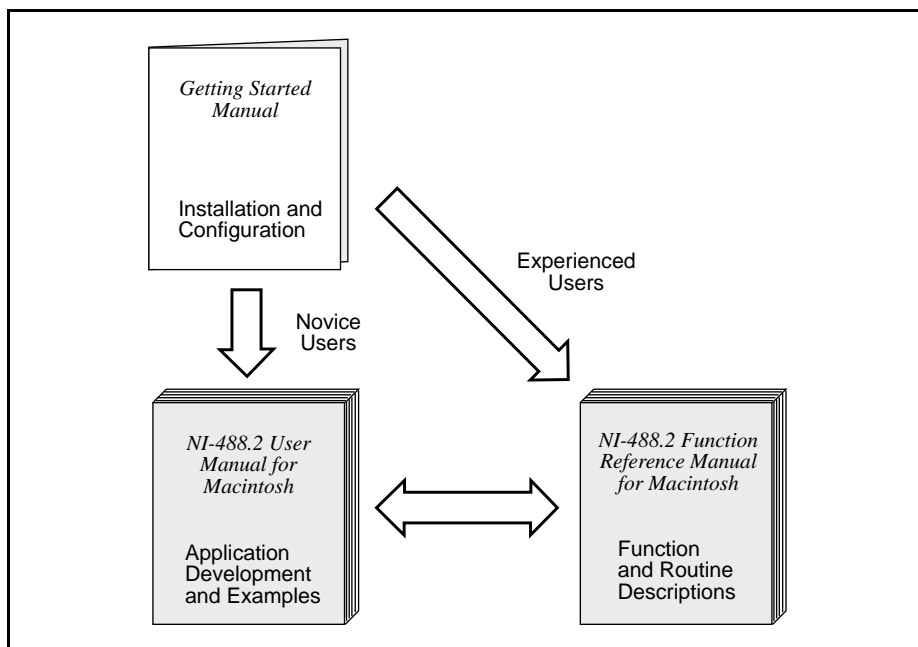 Getting Started
Manual
Installation and
Configuration
Experienced
Users
Novice
Users
NI-488.2 User
Manual for
Macintosh
Application
Development
and Examples
NI-488.2 Function
Reference Manual
for Macintosh
Function
and Routine
Descriptions